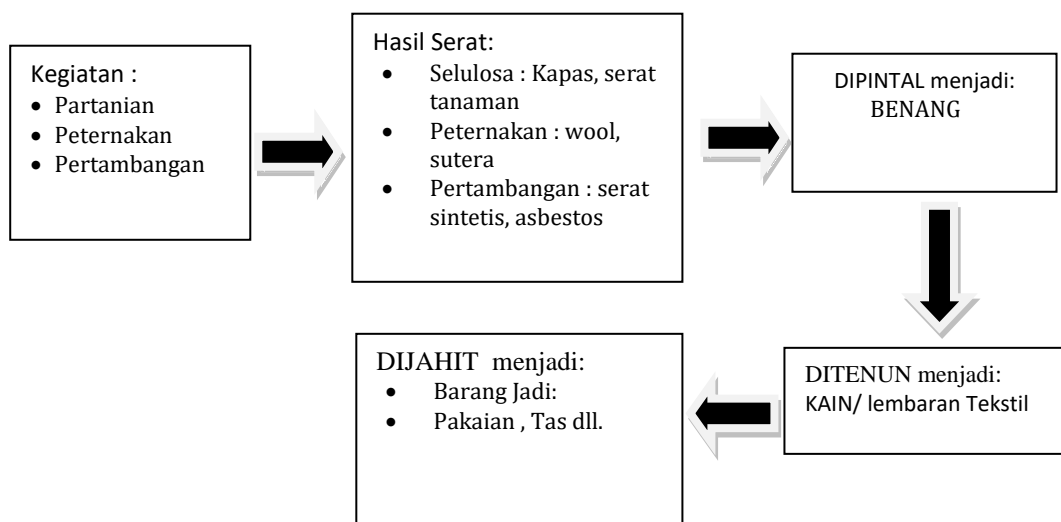 Kegiatan :
• Partanian
• Peternakan
• Pertambangan
Hasil Serat:
• Selulosa : Kapas, serat
tanaman
• Peternakan : wool,
sutera
• Pertambangan : serat
sintetis, asbestos
DIPINTAL menjadi:
BENANG
DITENUN menjadi:
KAIN/ lembaran Tekstil
DIJAHIT menjadi:
• Barang Jadi:
• Pakaian , Tas dll.